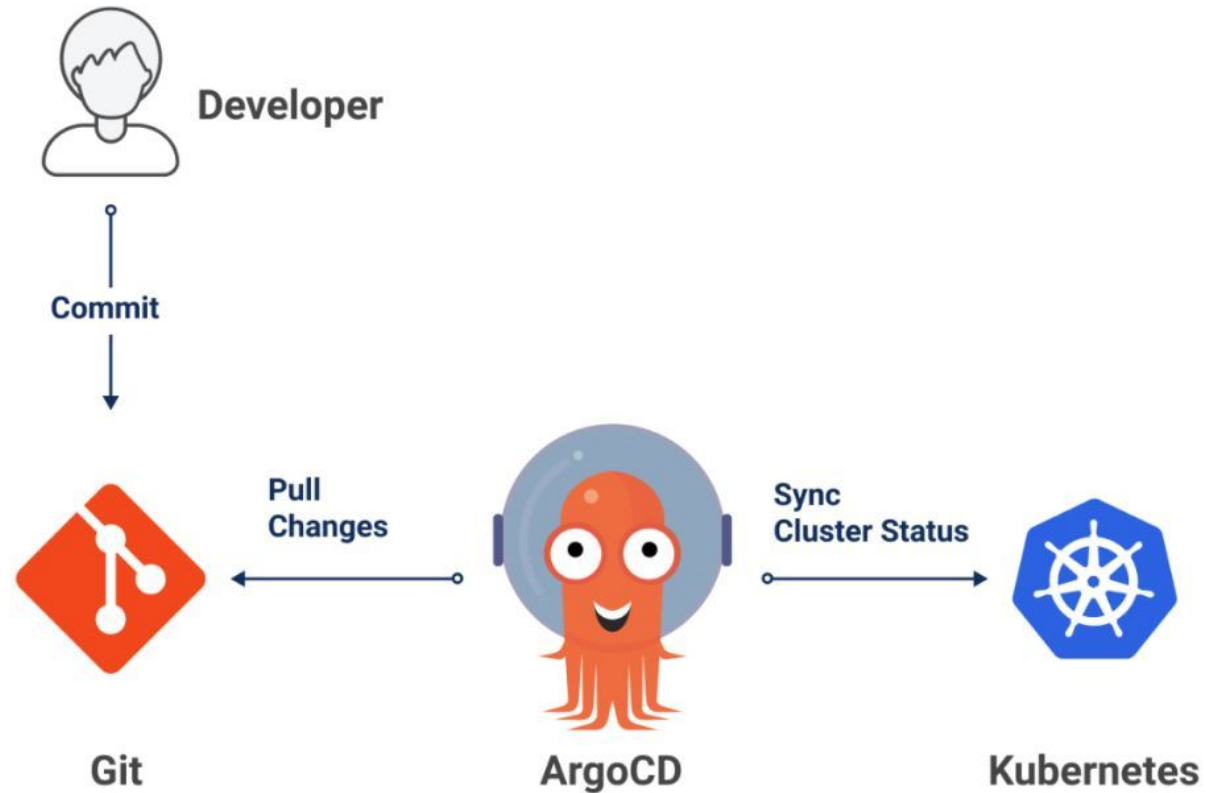 Developer
Commit
Pull
Changes
Sync
Cluster Status
Git
ArgoCD
Kubernetes